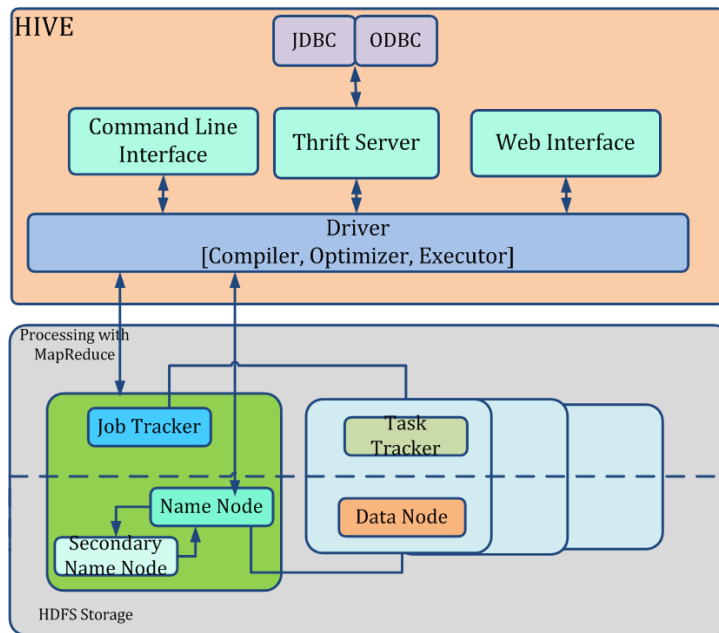 HIVE
JDBC
ODBC
Command Line
Interface
Thrift Server
Web Interface
Driver
[Compiler, Optimizer, Executor]
Processing with
MapReduce
Job Tracker
Task
Tracker
Name Node
Data Node
Secondary
Name Node
HDFS Storage